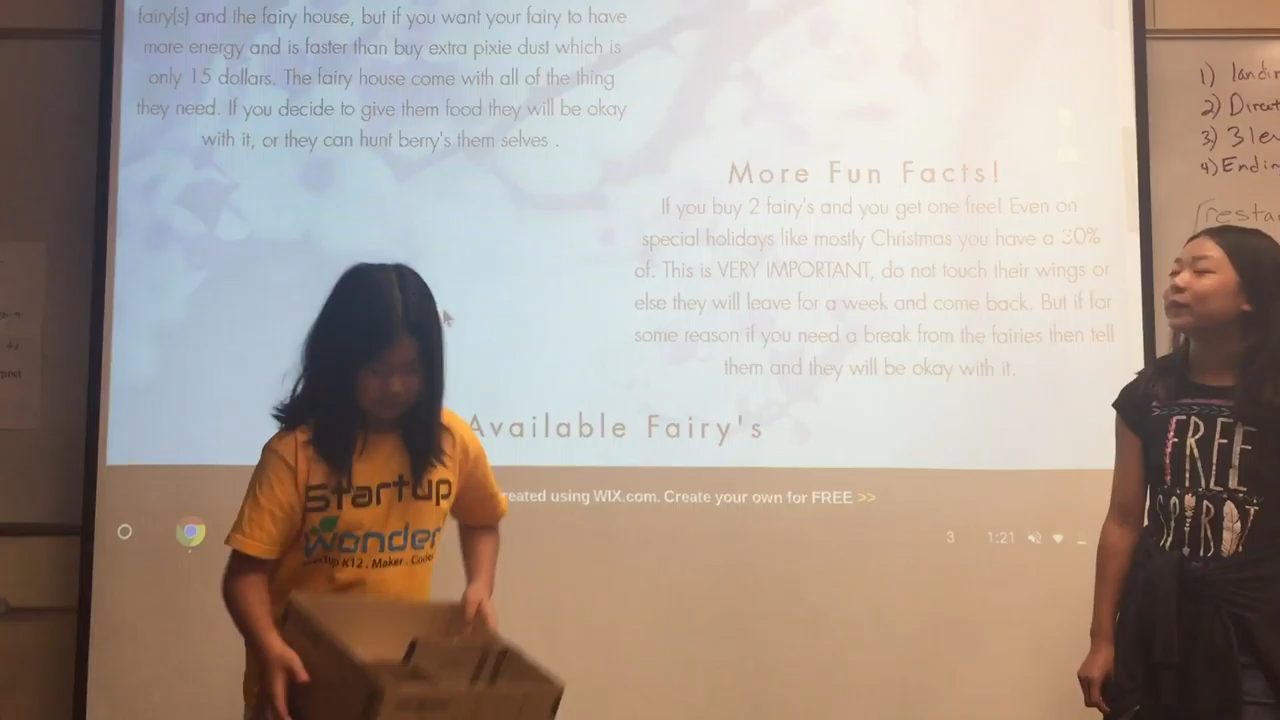 fairy(s) and the fairy house, but if you want your fairy to have
more energy and is faster than buy extra pixie dust which is
only 15 dollars. The fairy house come with all of the thing
they need. If you decide to give them food they will be okay
with it, or they can hunt berry's them selves .
More Fun Facts!
If you buy 2 fairy's and you get one free! Even on
special holidays like mostly Christmas you have a 30%
of. This is VERY IMPORTANT, do not touch their wings or
else they will leave for a week and come back. But if for
some reason if you need a break from the fairies then tell
them and they will be okay with it.
Available Fairy's
created using WIX.com. Create your own for FREE >>
3 1:21
1)
2)
3) 3
4) Ending
Startup
Wonder
K12 . Maker .
FREE
SPIRIT